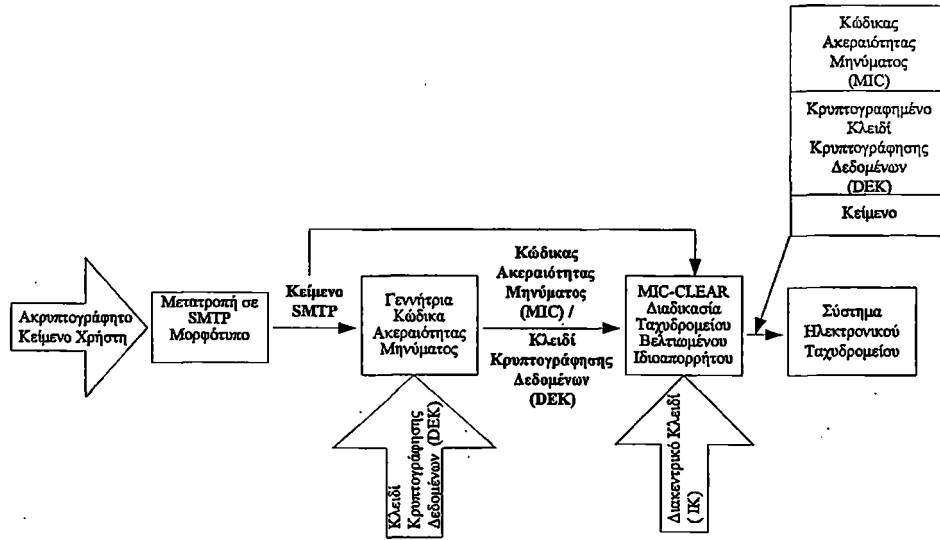 Κώδικας
Ακεραιότητας
Μηνύματος
(MIC)
Κρυπτογραφημένο
Κλειδί
Κρυπτογράφησης
Δεδομένων
(DEK)
Κείμενο
Ακρυπτογράφητο
Κείμενο Χρήστη
Μετατροπή σε
SMTP
Μορφότυπο
Κείμενο
SMTP
Γεννήτρια
Κώδικα
Ακεραιότητας
Μηνύματος
Κώδικας
Ακεραιότητας
Μηνύματος
(MIC) /
Κλειδί
Κρυπτογράφησης
Δεδομένων
(DEK)
MIC-CLEAR
Διαδικασία
Ταχυδρομείου
Βελτιωμένου
Ιδιοαπορρήτου
Σύστημα
Ηλεκτρονικού
Ταχυδρομείου
Κλειδί
Κρυπτογράφησης
Δεδομένων (DEK)
Διακεντρικό Κλειδί
( IK)